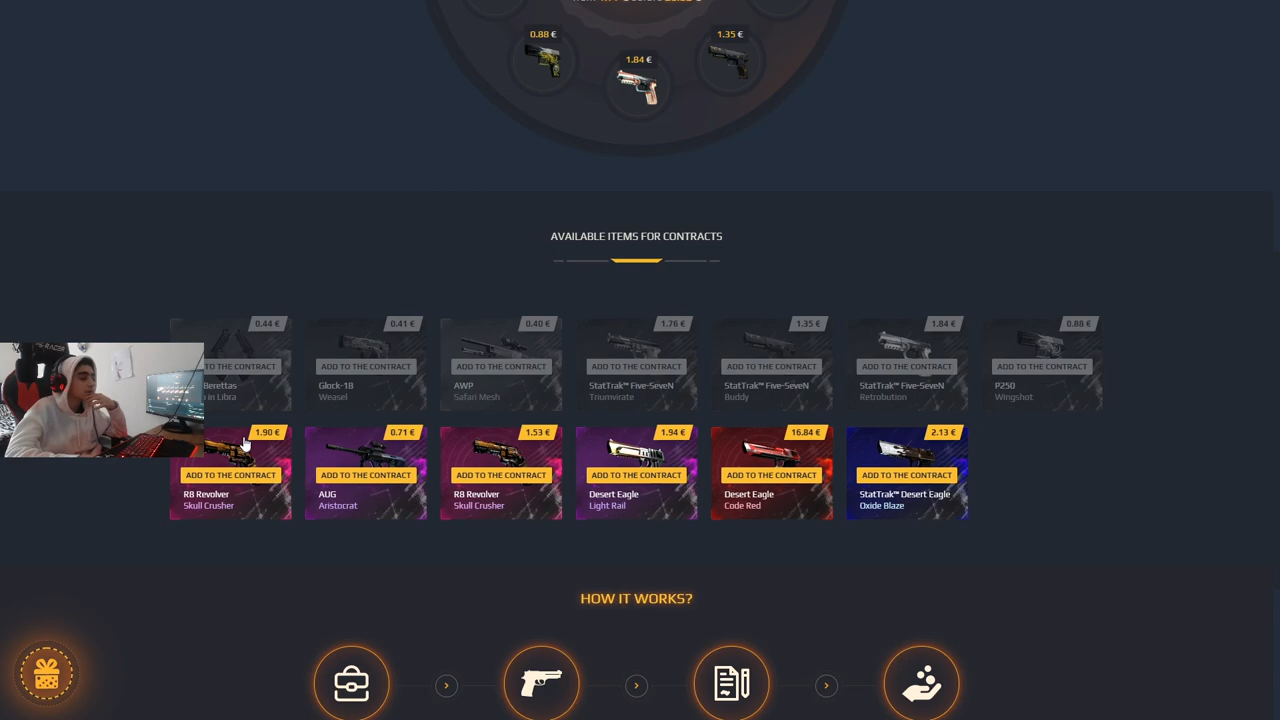 0.88 €
1.35 €
1.84 €
AVAILABLE ITEMS FOR CONTRACTS
0.44 €
0.41 €
0.40 €
1.76 €
1.35 €
1.84 €
0.88 €
THE CONTRACT
ADD TO THE CONTRACT
ADD TO THE CONTRACT
ADD TO THE CONTRACT
ADD TO THE CONTRACT
ADD TO THE CONTRACT
ADD TO THE CONTRACT
Berettas
Glock-18
AWP
StatTrak™ Five-SeveN
StatTrak™ Five-SeveN
StatTrak™ Five-SeveN
P250
in Libra
Weasel
Safari Mesh
Triumvirate
Buddy
Retrobution
Wingshot
1.90 €
0.71 €
1.53 €
1.94 €
16.84 €
2.13 €
ADD TO THE CONTRACT
ADD TO THE CONTRACT
ADD TO THE CONTRACT
ADD TO THE CONTRACT
ADD TO THE CONTRACT
ADD TO THE CONTRACT
R8 Revolver
AUG
R8 Revolver
Desert Eagle
Desert Eagle
StatTrak™ Desert Eagle
Skull Crusher
Aristocrat
Skull Crusher
Light Rail
Code Red
Oxide Blaze
HOW IT WORKS?